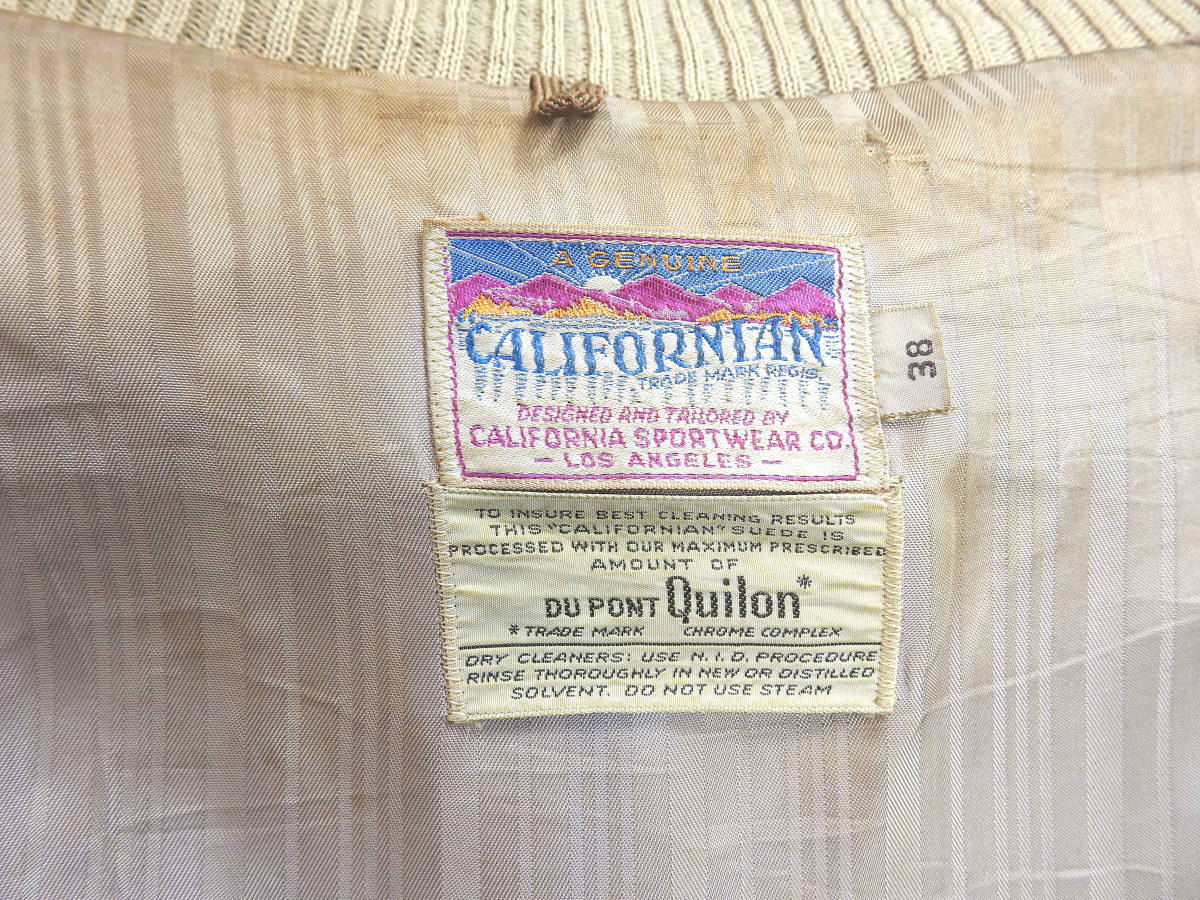 A GENUINE
"CALIFORNIAN"
TRADE MARK REGIS.
DESIGNED AND TAILORED BY
CALIFORNIA SPORTWEAR CO.
- LOS ANGELES -
38
TO INSURE BEST CLEANING RESULTS
THIS "CALIFORNIAN" SUEDE IS
PROCESSED WITH OUR MAXIMUM PRESCRIBED
AMOUNT OF
DU PONT Quilon*
* TRADE MARK CHROME COMPLEX
DRY CLEANERS: USE N.I.D. PROCEDURE
RINSE THOROUGHLY IN NEW OR DISTILLED
SOLVENT. DO NOT USE STEAM